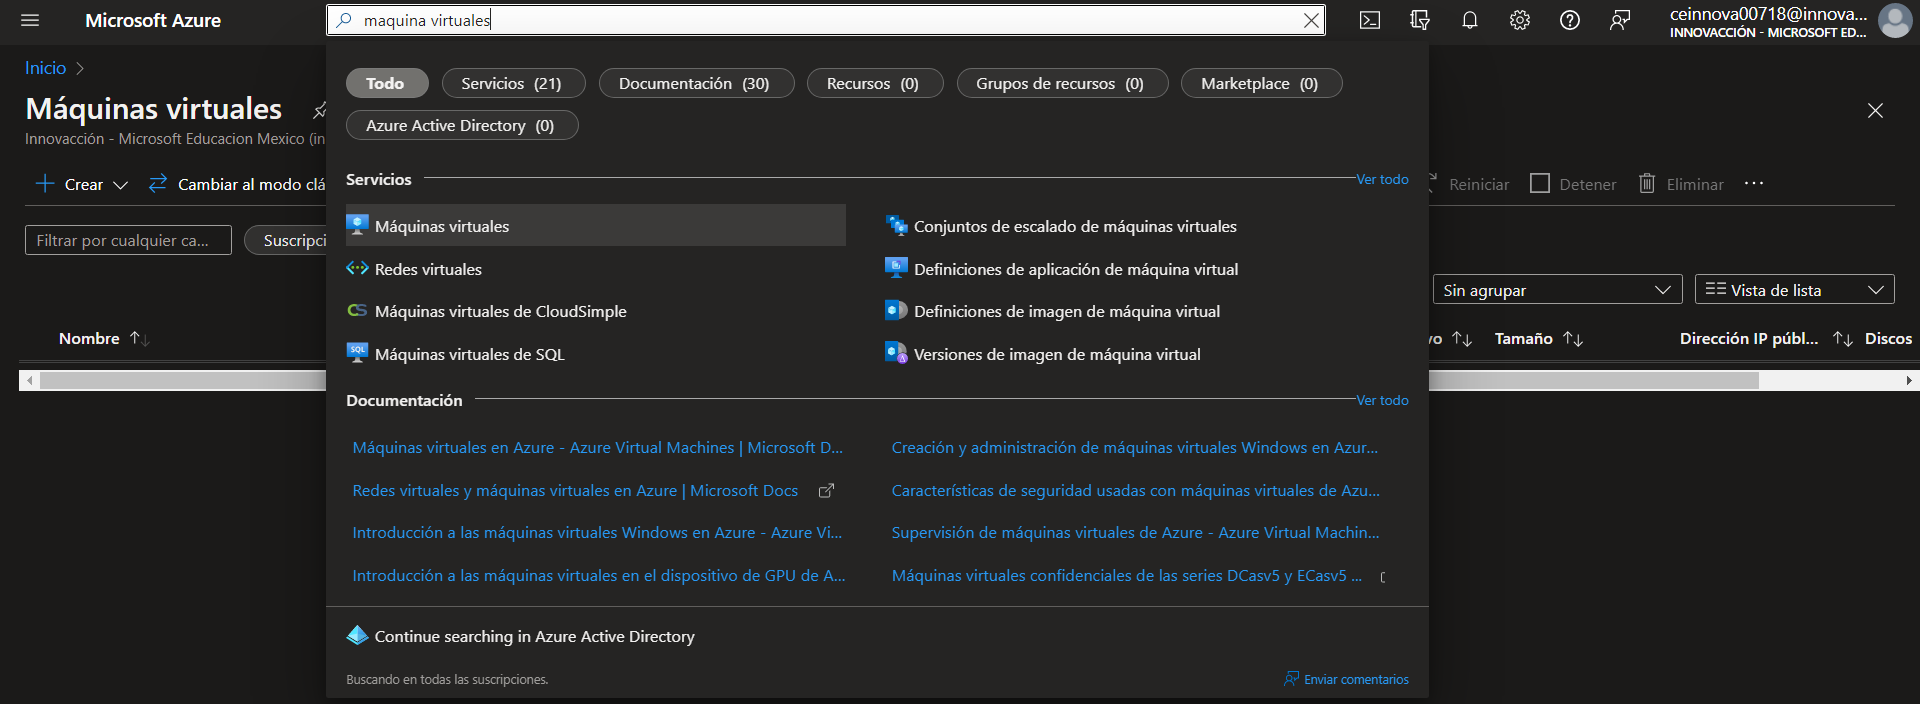 Microsoft Azure
maquina virtuales
ceinnova00718@innova...
INNOVACCIÓN - MICROSOFT ED...
Inicio
Máquinas virtuales
Innovacción - Microsoft Educacion Mexico (in
Crear
Cambiar al modo clá
Filtrar por cualquier ca...
Suscripci
Nombre
Todo
Servicios (21)
Documentación (30)
Recursos (0)
Grupos de recursos (0)
Marketplace (0)
Azure Active Directory (0)
Servicios
Ver todo
Máquinas virtuales
Conjuntos de escalado de máquinas virtuales
Redes virtuales
Definiciones de aplicación de máquina virtual
CS Máquinas virtuales de CloudSimple
Definiciones de imagen de máquina virtual
SQL Máquinas virtuales de SQL
Versiones de imagen de máquina virtual
Documentación
Ver todo
Máquinas virtuales en Azure - Azure Virtual Machines | Microsoft D...
Creación y administración de máquinas virtuales Windows en Azur...
Redes virtuales y máquinas virtuales en Azure | Microsoft Docs
Características de seguridad usadas con máquinas virtuales de Azu...
Introducción a las máquinas virtuales Windows en Azure - Azure Vi...
Supervisión de máquinas virtuales de Azure - Azure Virtual Machin...
Introducción a las máquinas virtuales en el dispositivo de GPU de A...
Máquinas virtuales confidenciales de las series DCasv5 y ECasv5 ...
Continue searching in Azure Active Directory
Buscando en todas las suscripciones.
Enviar comentarios
Reiniciar
Detener
Eliminar
...
Sin agrupar
Vista de lista
vo
Tamaño
Dirección IP públ...
Discos